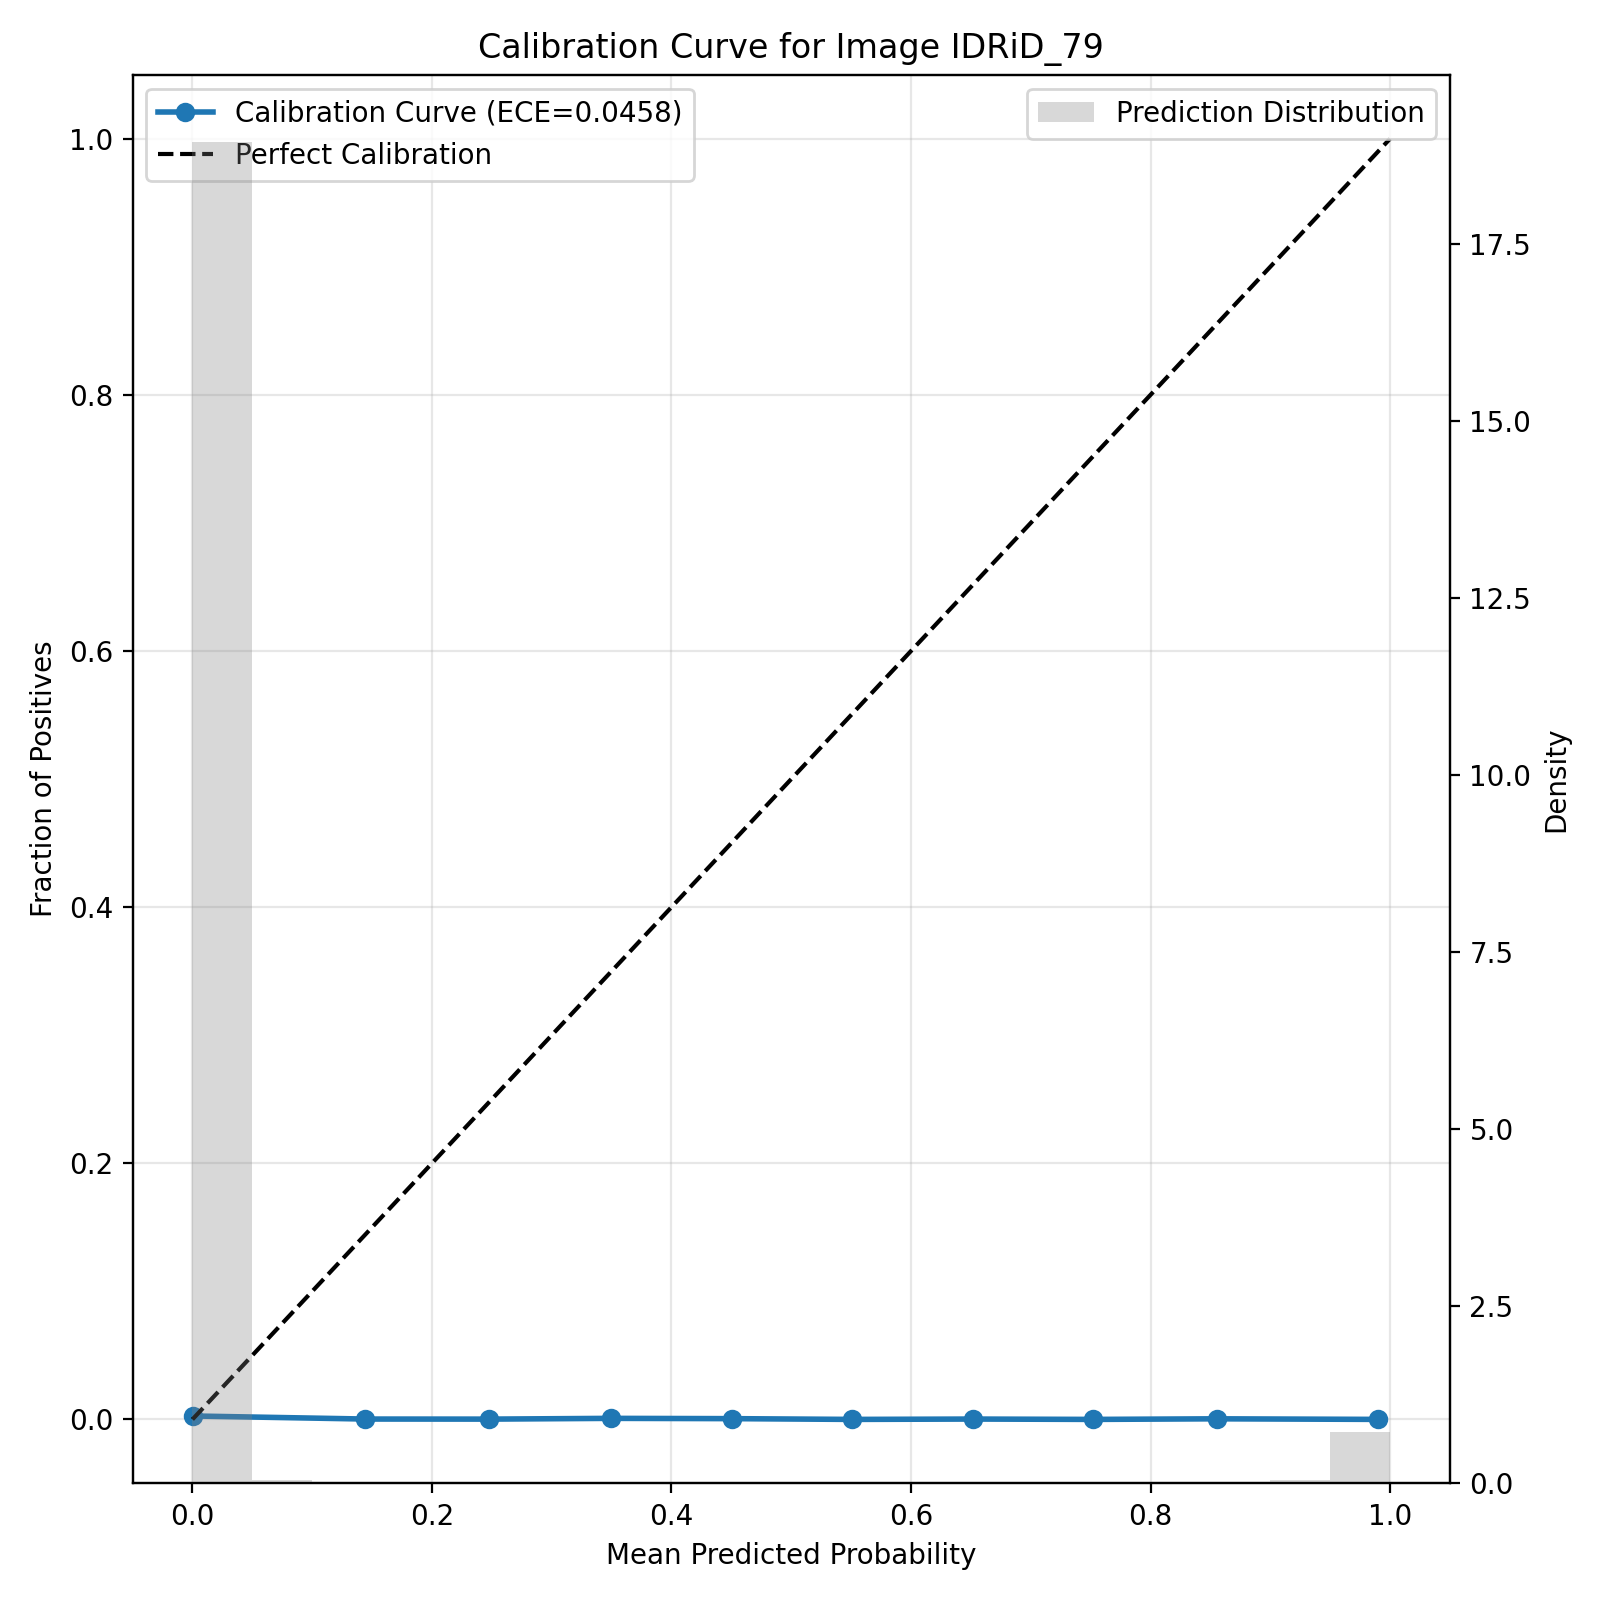 Calibration Curve for Image IDRiD_79
Calibration Curve (ECE=0.0458)
Perfect Calibration
Prediction Distribution
1.0
0.8
0.6
0.4
0.2
0.0
Fraction of Positives
17.5
15.0
12.5
10.0
7.5
5.0
2.5
0.0
Density
0.0 0.2 0.4 0.6 0.8 1.0
Mean Predicted Probability